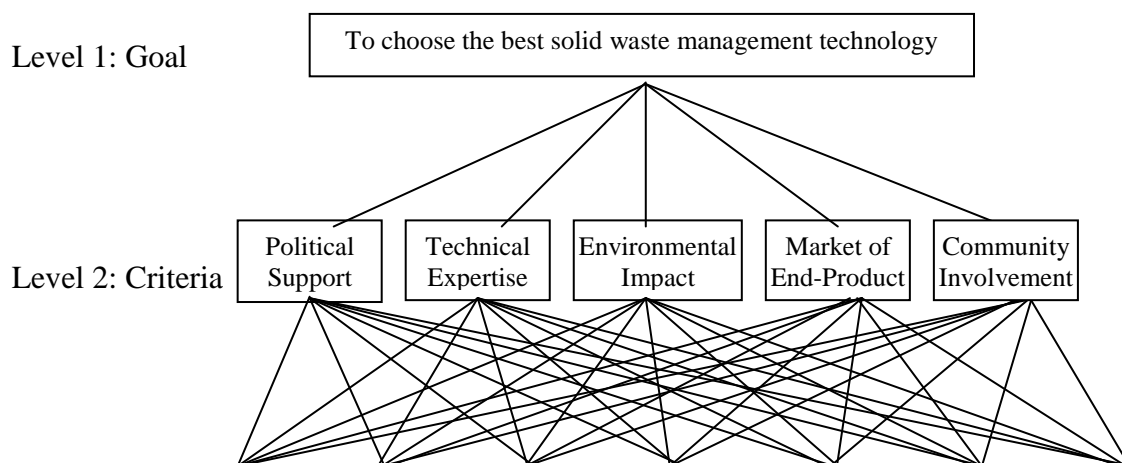 Level 1: Goal
To choose the best solid waste management technology
Level 2: Criteria
Political
Support
Technical
Expertise
Environmental
Impact
Market of
End-Product
Community
Involvement